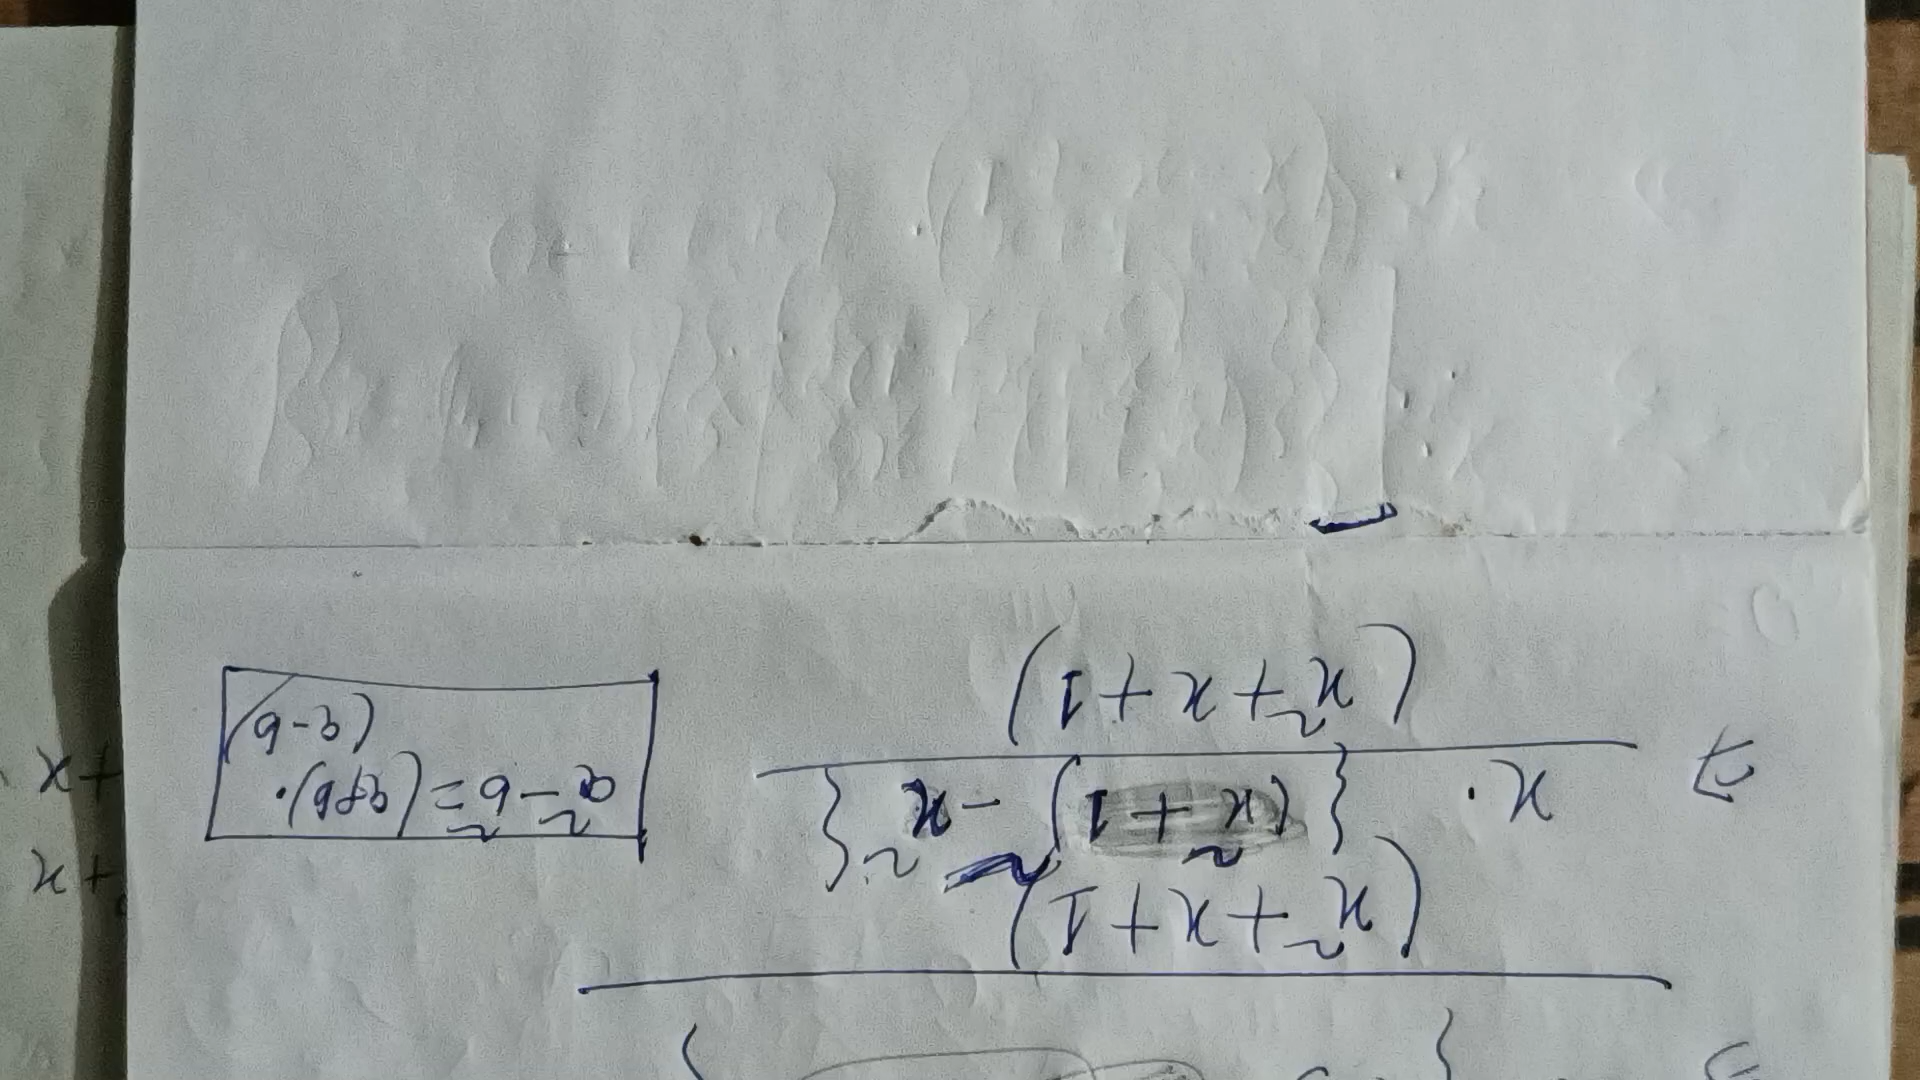 (x²+x+1)
→ x·{(x²+1)²-x²}
(x²+x+1)
a²-b²=(a+b)·
(a-b)
x+
x+